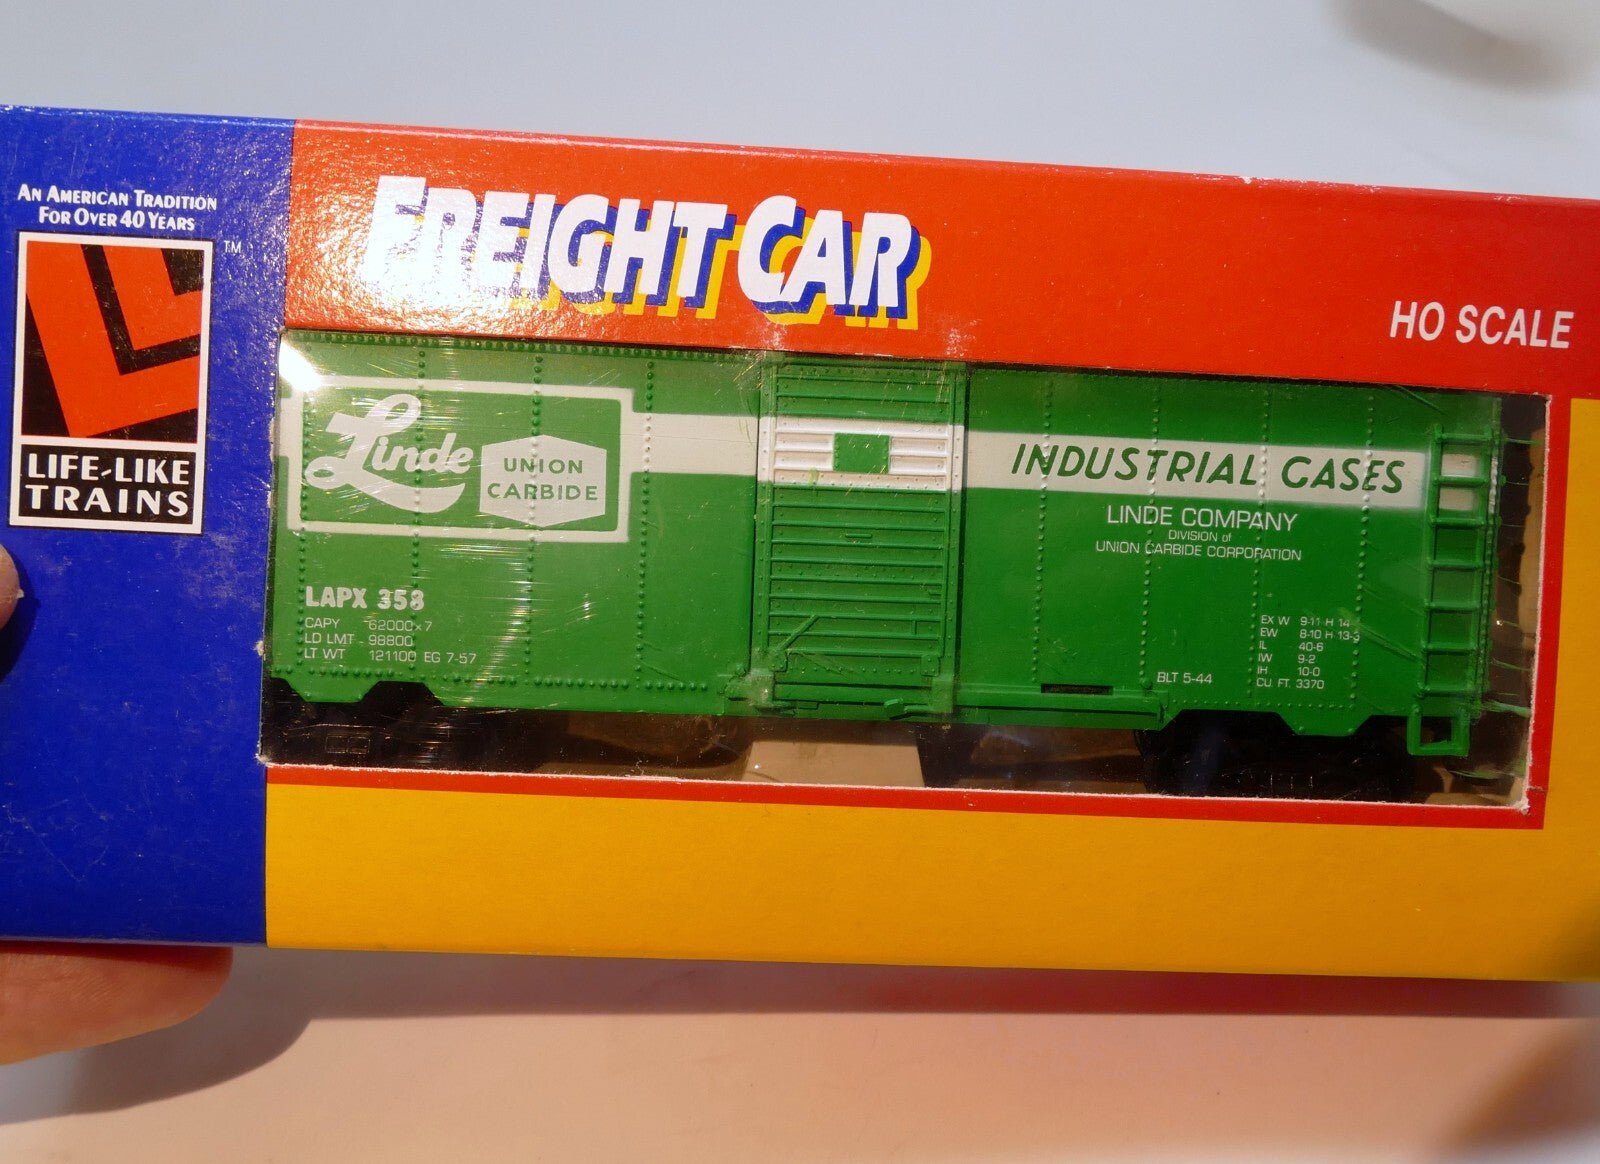 AN AMERICAN TRADITION
FOR OVER 40 YEARS
TM
LIFE-LIKE
TRAINS
FREIGHT CAR
HO SCALE
Linde
UNION
CARBIDE
LAPX 358
CAPY 62000x7
LD LMT - 98800
LT WT 121100 EG 7-57
INDUSTRIAL GASES
LINDE COMPANY
DIVISION of
UNION CARBIDE CORPORATION
BLT 5-44
EX W 9-11 H 14
EW 8-10 H 13-3
IL 40-6
IW 9-2
IH 10-0
CU. FT. 3370